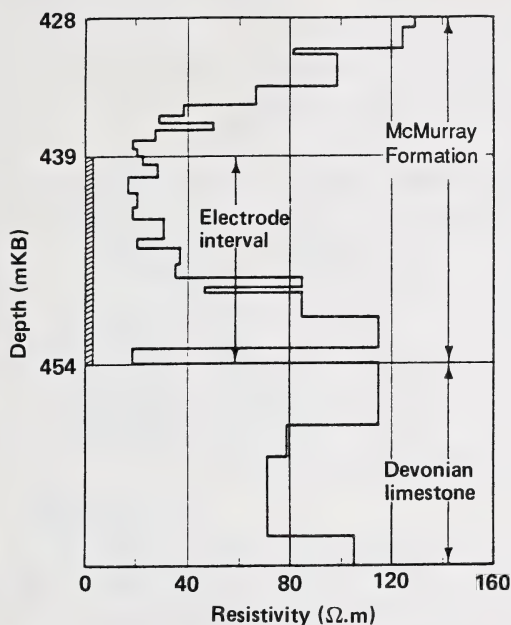 428
McMurray
Formation
439
Electrode
interval
Depth (mKB)
454
Devonian
limestone
0 40 80 120 160
Resistivity (Ω.m)